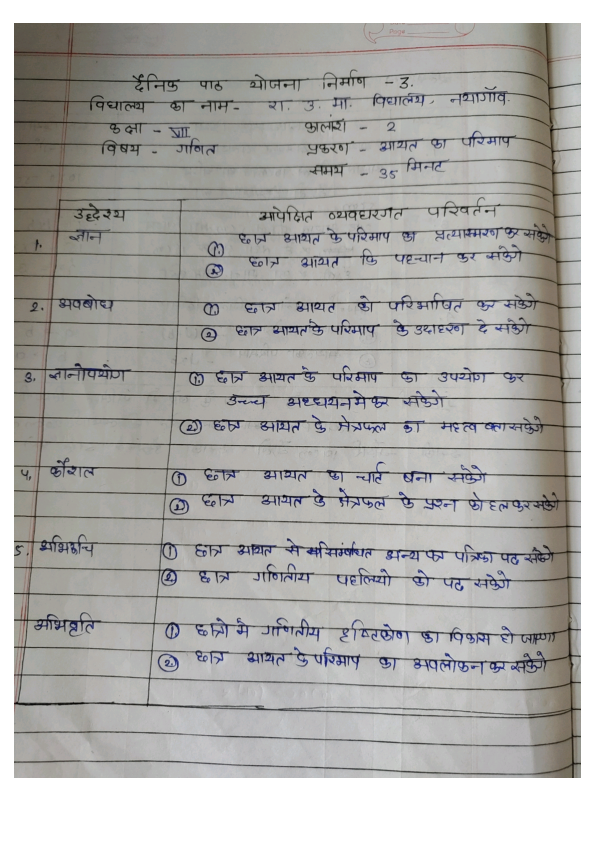 दैनिक पाठ योजना निर्माण - 3.
विद्यालय का नाम - रा. उ. मा. विद्यालय, नयागाँव.
कक्षा - VII कालांश - 2
विषय - गणित प्रकरण - आयत का परिमाप
समय - 35 मिनट
उद्देश्य आपेक्षित व्यवहारगत परिवर्तन
1. ज्ञान ① छात्र आयत के परिमाप का प्रत्यास्मरण कर सकेंगे
② छात्र आयत कि पहचान कर सकेंगे
2. अवबोध ① छात्र आयत को परिभाषित कर सकेंगे
② छात्र आयत के परिमाप के उदाहरण दे सकेंगे
3. ज्ञानोपयोग ① छात्र आयत के परिमाप का उपयोग कर
उच्च अध्ययन मे कर सकेंगे
② छात्र आयत के क्षेत्रफल का महत्व बता सकेंगे
4. कौशल ① छात्र आयत का चार्ट बना सकेंगे
② छात्र आयत के क्षेत्रफल के प्रश्न को हल कर सकेंगे
5. अभिरूचि ① छात्र आयत से अन्य पत्र पत्रिका पढ सकेंगे
② छात्र गणितीय पहलियो को पढ सकेंगे
अभिवृति ① छात्रो मे गणितीय दृष्टिकोण का विकास हो जाएगा
② छात्र आयत के परिमाप का अवलोकन कर सकेंगे